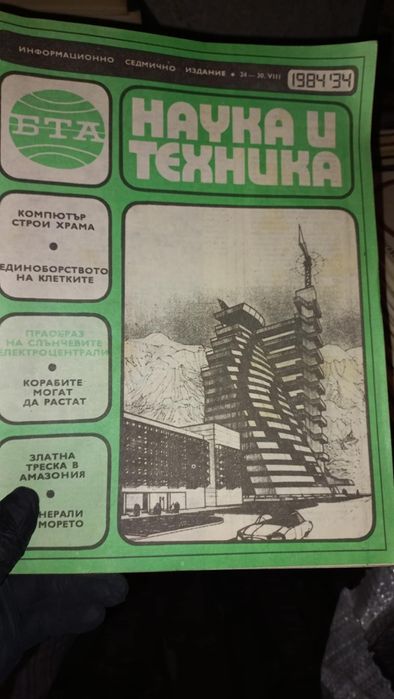 ИНФОРМАЦИОННО СЕДМИЧНО ИЗДАНИЕ • 24 — 30. VIII 1984 '34
БТА
НАУКА И
ТЕХНИКА
КОМПЮТЪР
СТРОИ ХРАМА
•
ЕДИНОБОРСТВОТО
НА КЛЕТКИТЕ
ПРАОБРАЗ
НА СЛЪНЧЕВИТЕ
ЕЛЕКТРОЦЕНТРАЛИ
•
КОРАБИТЕ
МОГАТ
ДА РАСТАТ
ЗЛАТНА
ТРЕСКА В
АМАЗОНИЯ
•
НЕРАЛИ
МОРЕТО